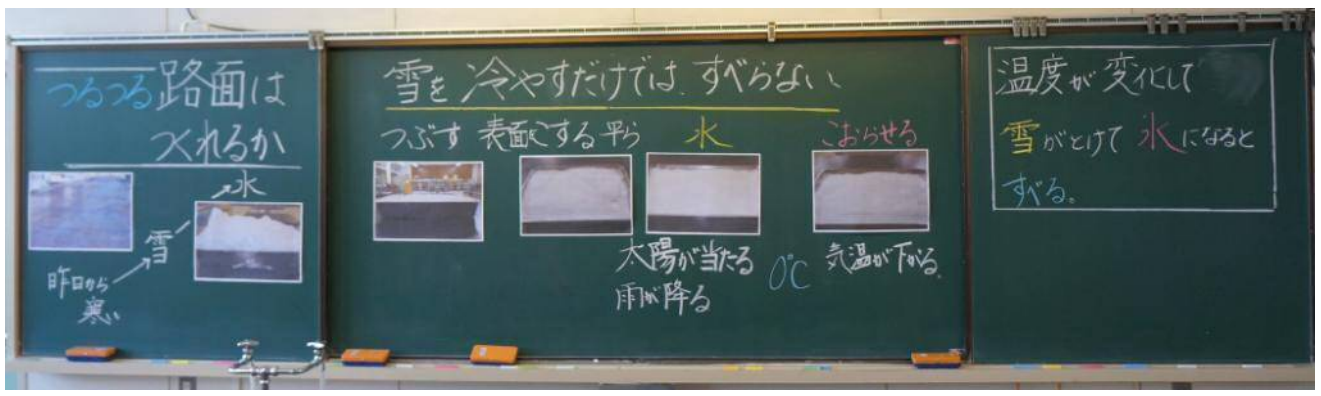 つるつる路面は
つくれるか
氷
雪
昨日から
寒い
雪を冷やすだけでは、すべらない、
つぶす 表面をこする 平ら 水 こおらせる
太陽が当たる 0℃ 気温が下がる。
雨が降る
温度が変化して
雪がとけて氷になると
すべる。